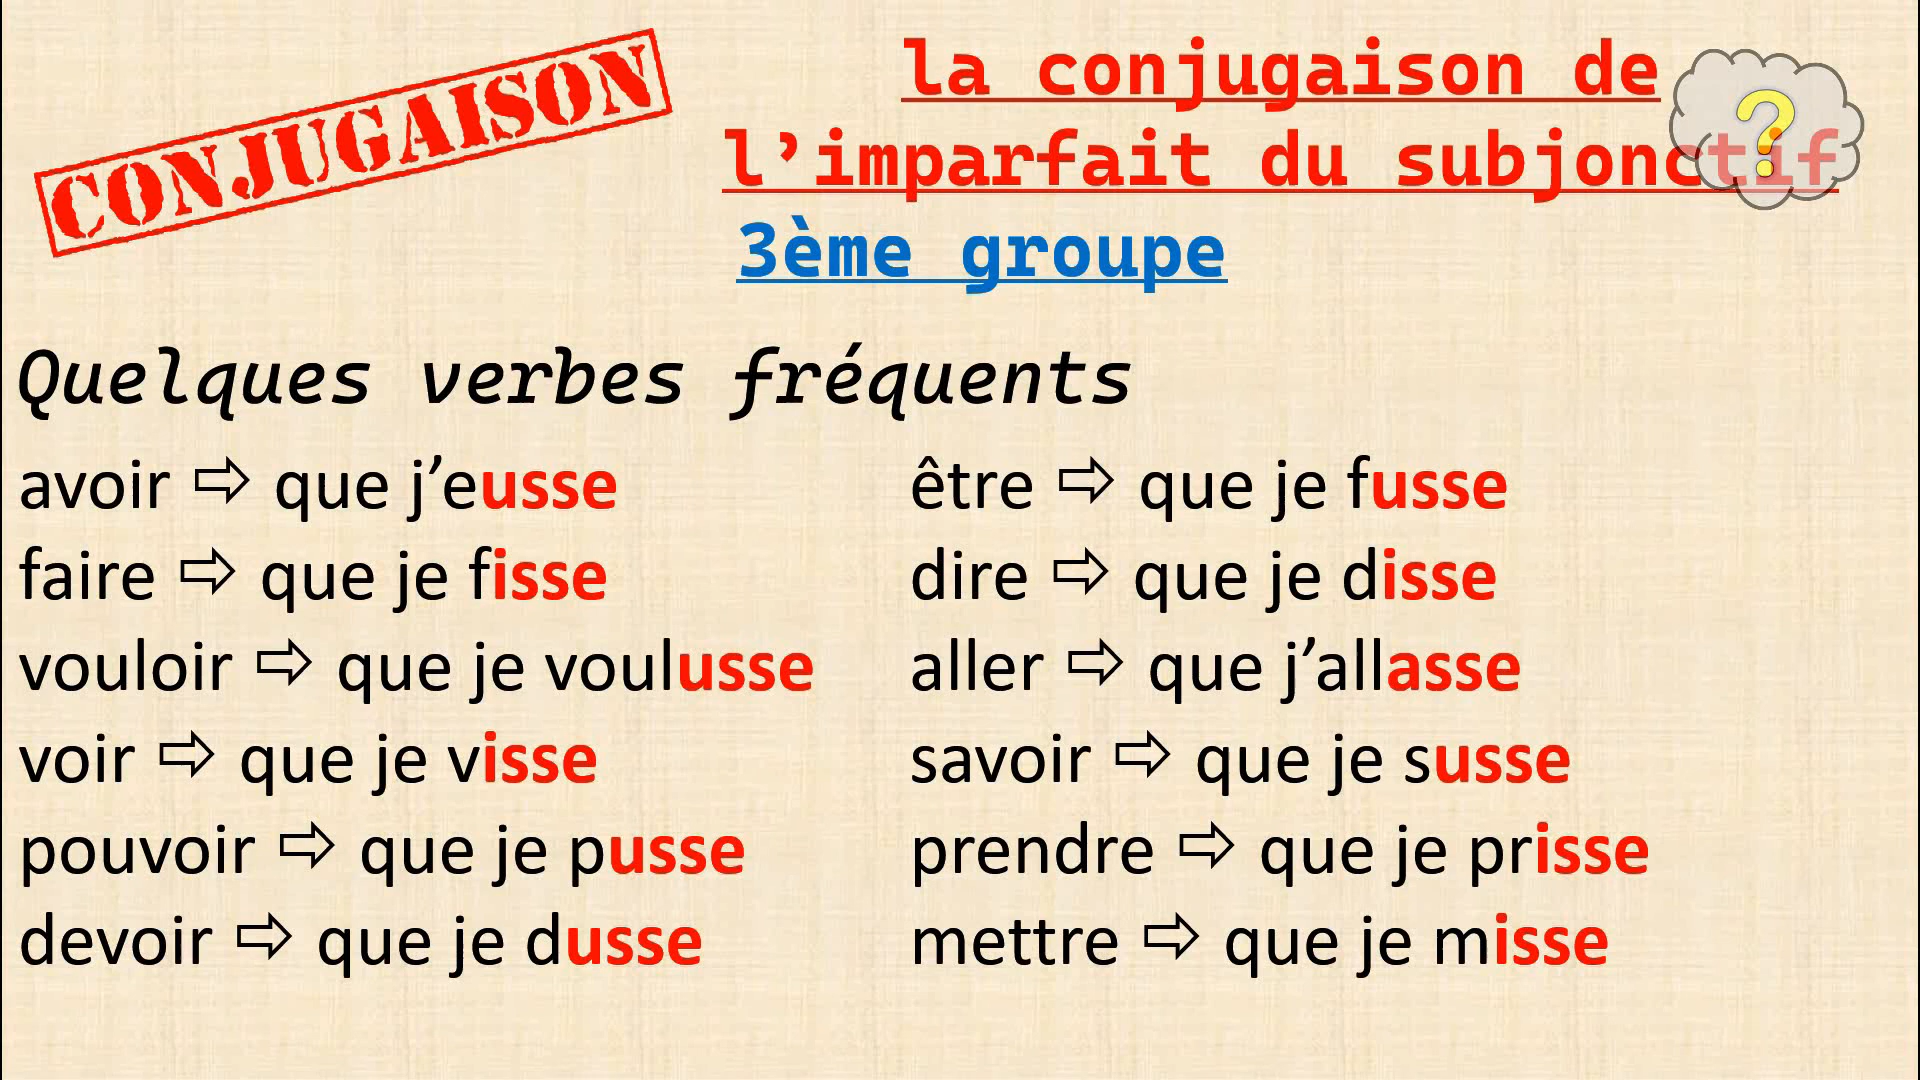 CONJUGAISON
la conjugaison de
l’imparfait du subjonctif
3ème groupe
?
Quelques verbes fréquents
avoir ⇨ que j’eusse
être ⇨ que je fusse
faire ⇨ que je fisse
dire ⇨ que je disse
vouloir ⇨ que je voulusse
aller ⇨ que j’allasse
voir ⇨ que je visse
savoir ⇨ que je susse
pouvoir ⇨ que je pusse
prendre ⇨ que je prisse
devoir ⇨ que je dusse
mettre ⇨ que je misse